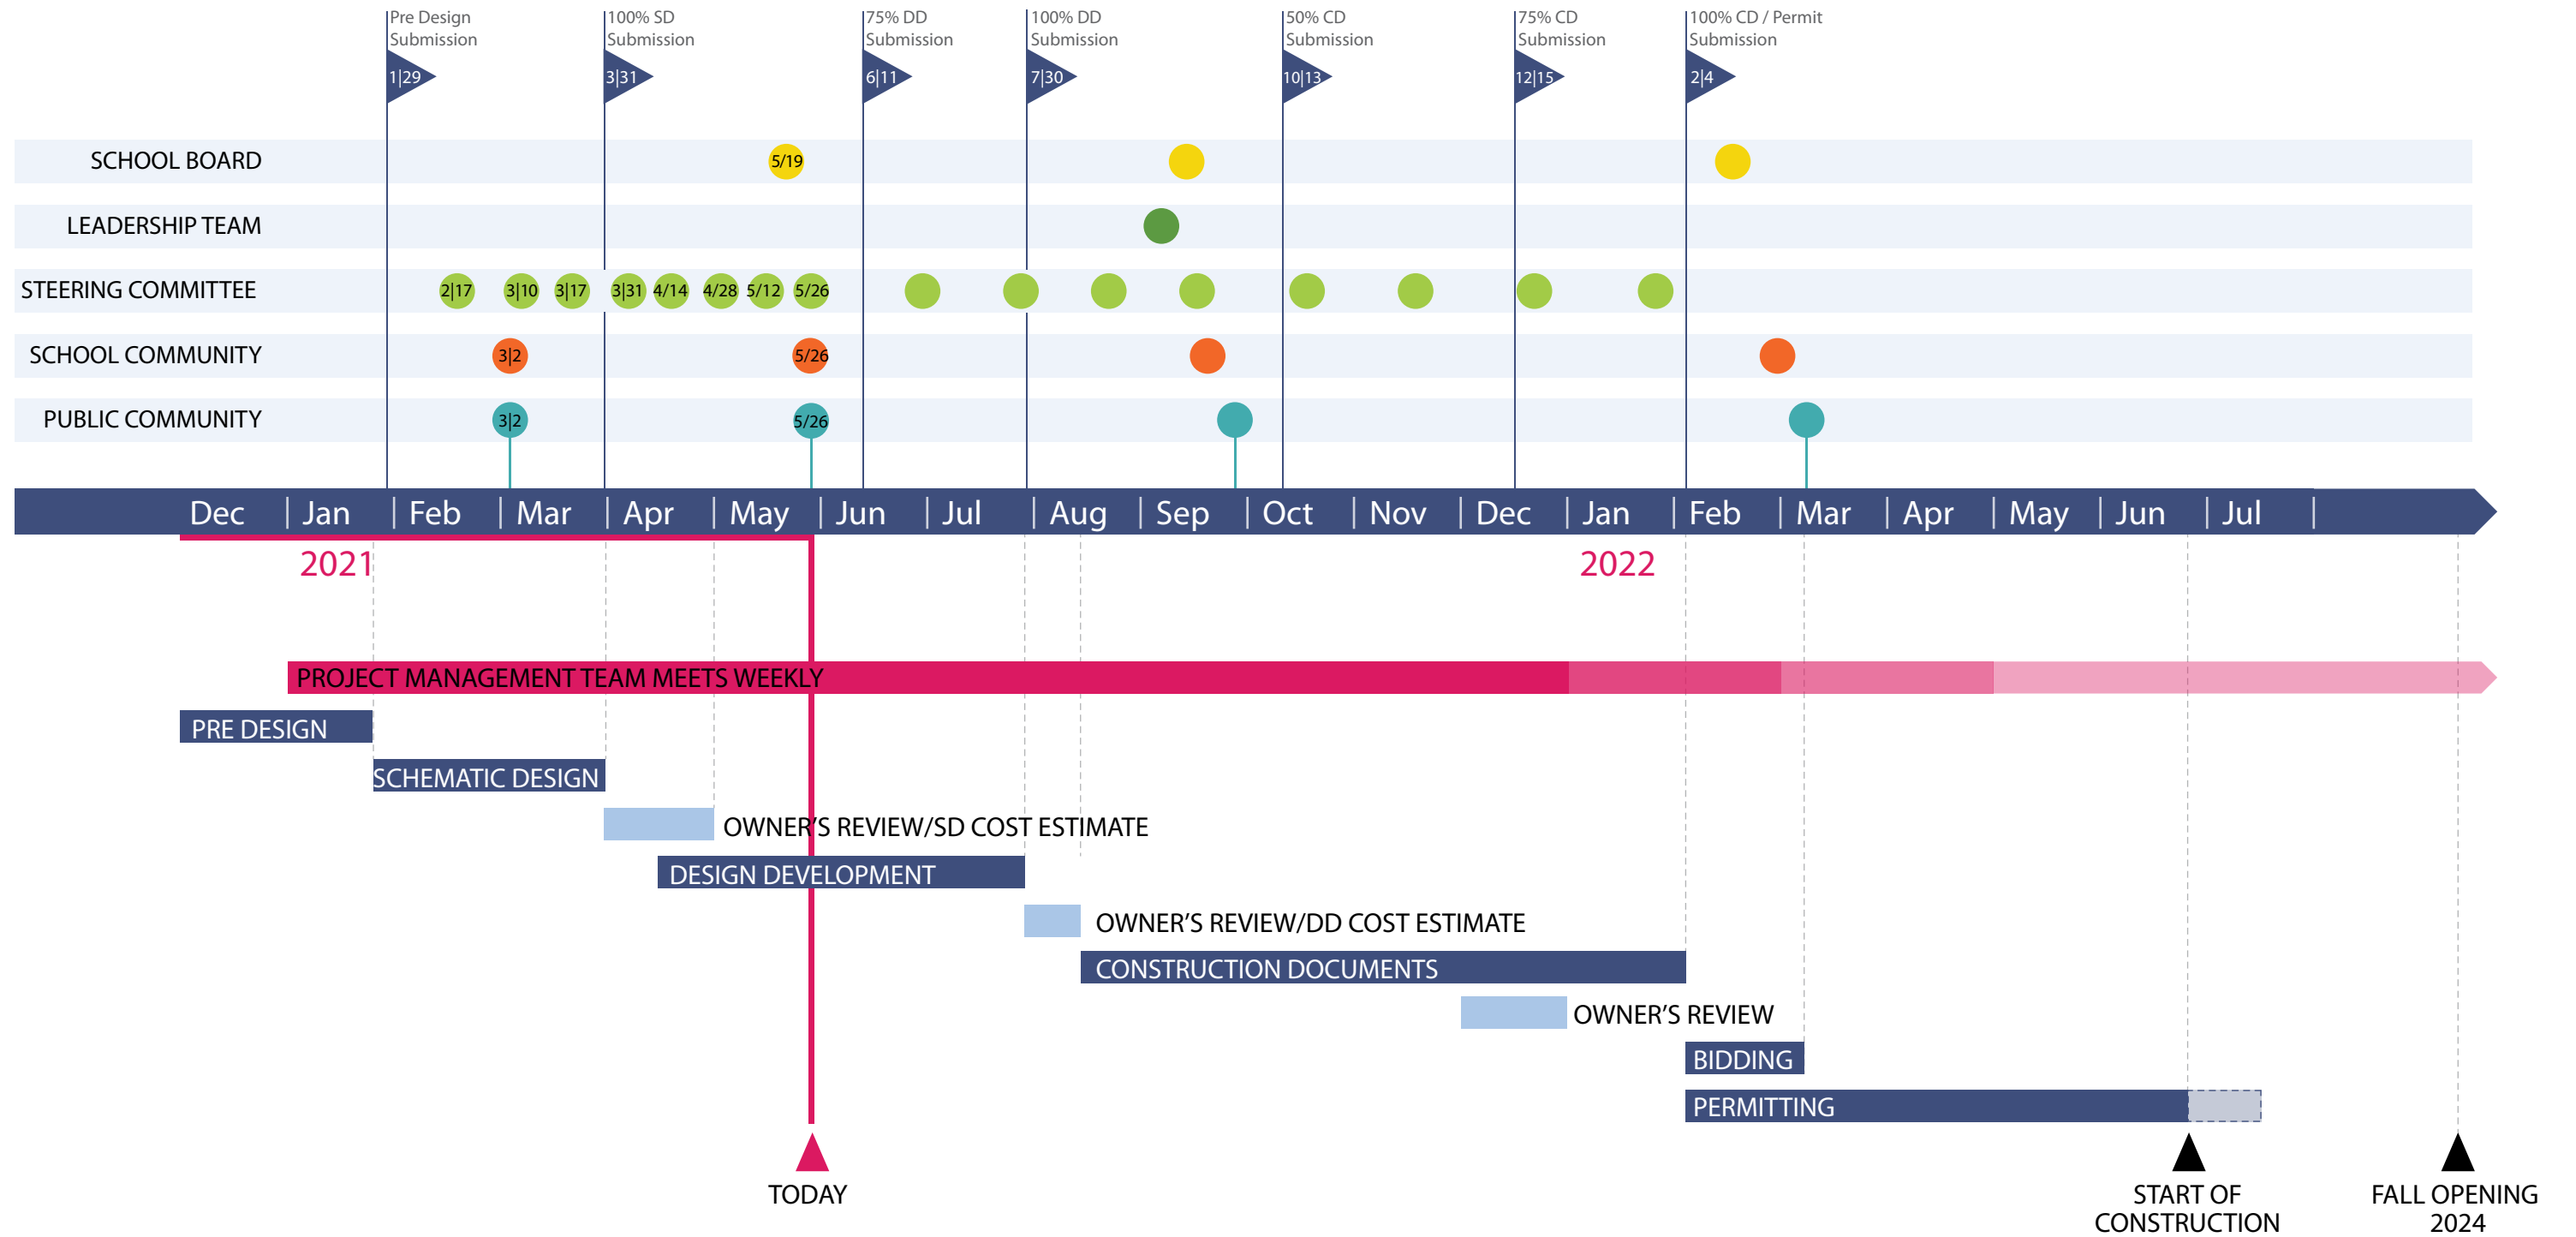 Pre Design
Submission
100% SD
Submission
75% DD
Submission
100% DD
Submission
50% CD
Submission
75% CD
Submission
100% CD / Permit
Submission
1|29
3|31
6|11
7|30
10|13
12|15
2|4
SCHOOL BOARD
5/19
LEADERSHIP TEAM
STEERING COMMITTEE
2|17
3|10
3|17
3|31
4/14
4/28
5/12
5/26
SCHOOL COMMUNITY
3|2
5/26
PUBLIC COMMUNITY
3|2
5/26
Dec | Jan | Feb | Mar | Apr | May | Jun | Jul | Aug | Sep | Oct | Nov | Dec | Jan | Feb | Mar | Apr | May | Jun | Jul |
2021
2022
PROJECT MANAGEMENT TEAM MEETS WEEKLY
PRE DESIGN
SCHEMATIC DESIGN
OWNER’S REVIEW/SD COST ESTIMATE
DESIGN DEVELOPMENT
OWNER’S REVIEW/DD COST ESTIMATE
CONSTRUCTION DOCUMENTS
OWNER’S REVIEW
BIDDING
PERMITTING
TODAY
START OF
CONSTRUCTION
FALL OPENING
2024